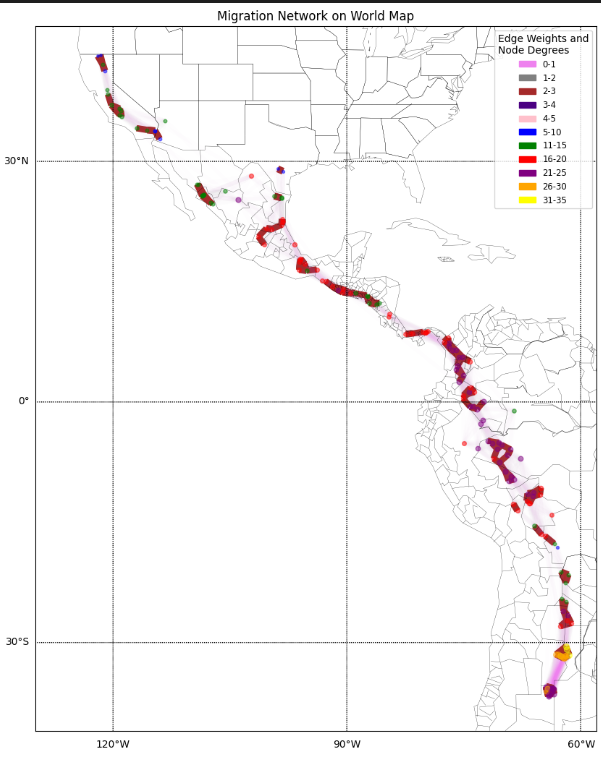 Migration Network on World Map
Edge Weights and
Node Degrees
0-1
1-2
2-3
3-4
4-5
5-10
11-15
16-20
21-25
26-30
31-35
30°N
0°
30°S
120°W
90°W
60°W